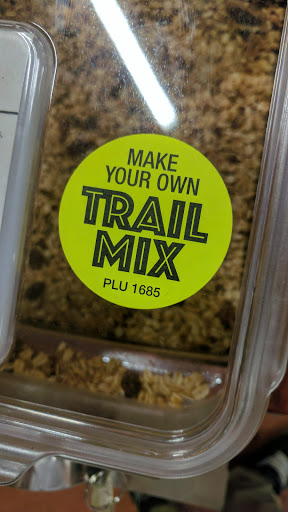 MAKE
YOUR OWN
TRAIL
MIX
PLU 1685